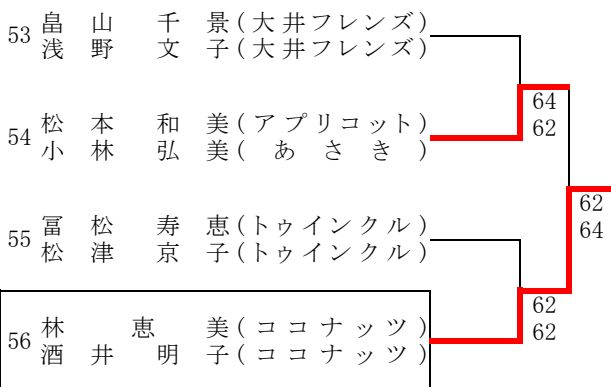 53 畠山 千景(大井フレンズ)
浅野 文子(大井フレンズ)
64
62
54 松本 和美(アプリコット)
小林 弘美(あさき)
62
64
55 冨松 寿恵(トゥインクル)
松津 京子(トゥインクル)
62
62
56 林 恵美(ココナッツ)
酒井 明子(ココナッツ)